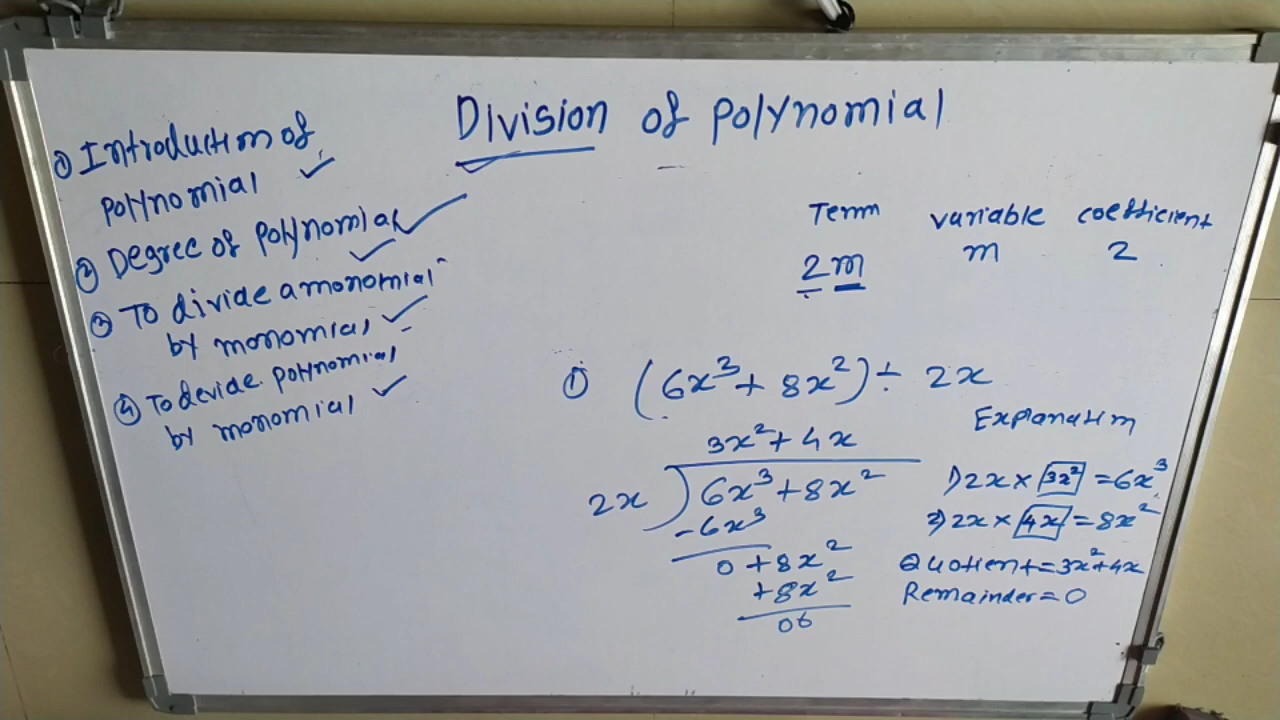 Division of polynomial
① Introduction of
polynomial ✓
② Degree of polynomial ✓
③ To divide a monomial ✓
by monomial ✓
④ To devide polynomial
by monomial ✓
Term variable coefficient
2m m 2
① (6x³ + 8x²) ÷ 2x
Explanation
3x² + 4x
2x ) 6x³ + 8x²
-6x³
0 + 8x²
+8x²
1) 2x × 3x² = 6x³
2) 2x × 4x = 8x²
Quotient = 3x² + 4x
Remainder = 0